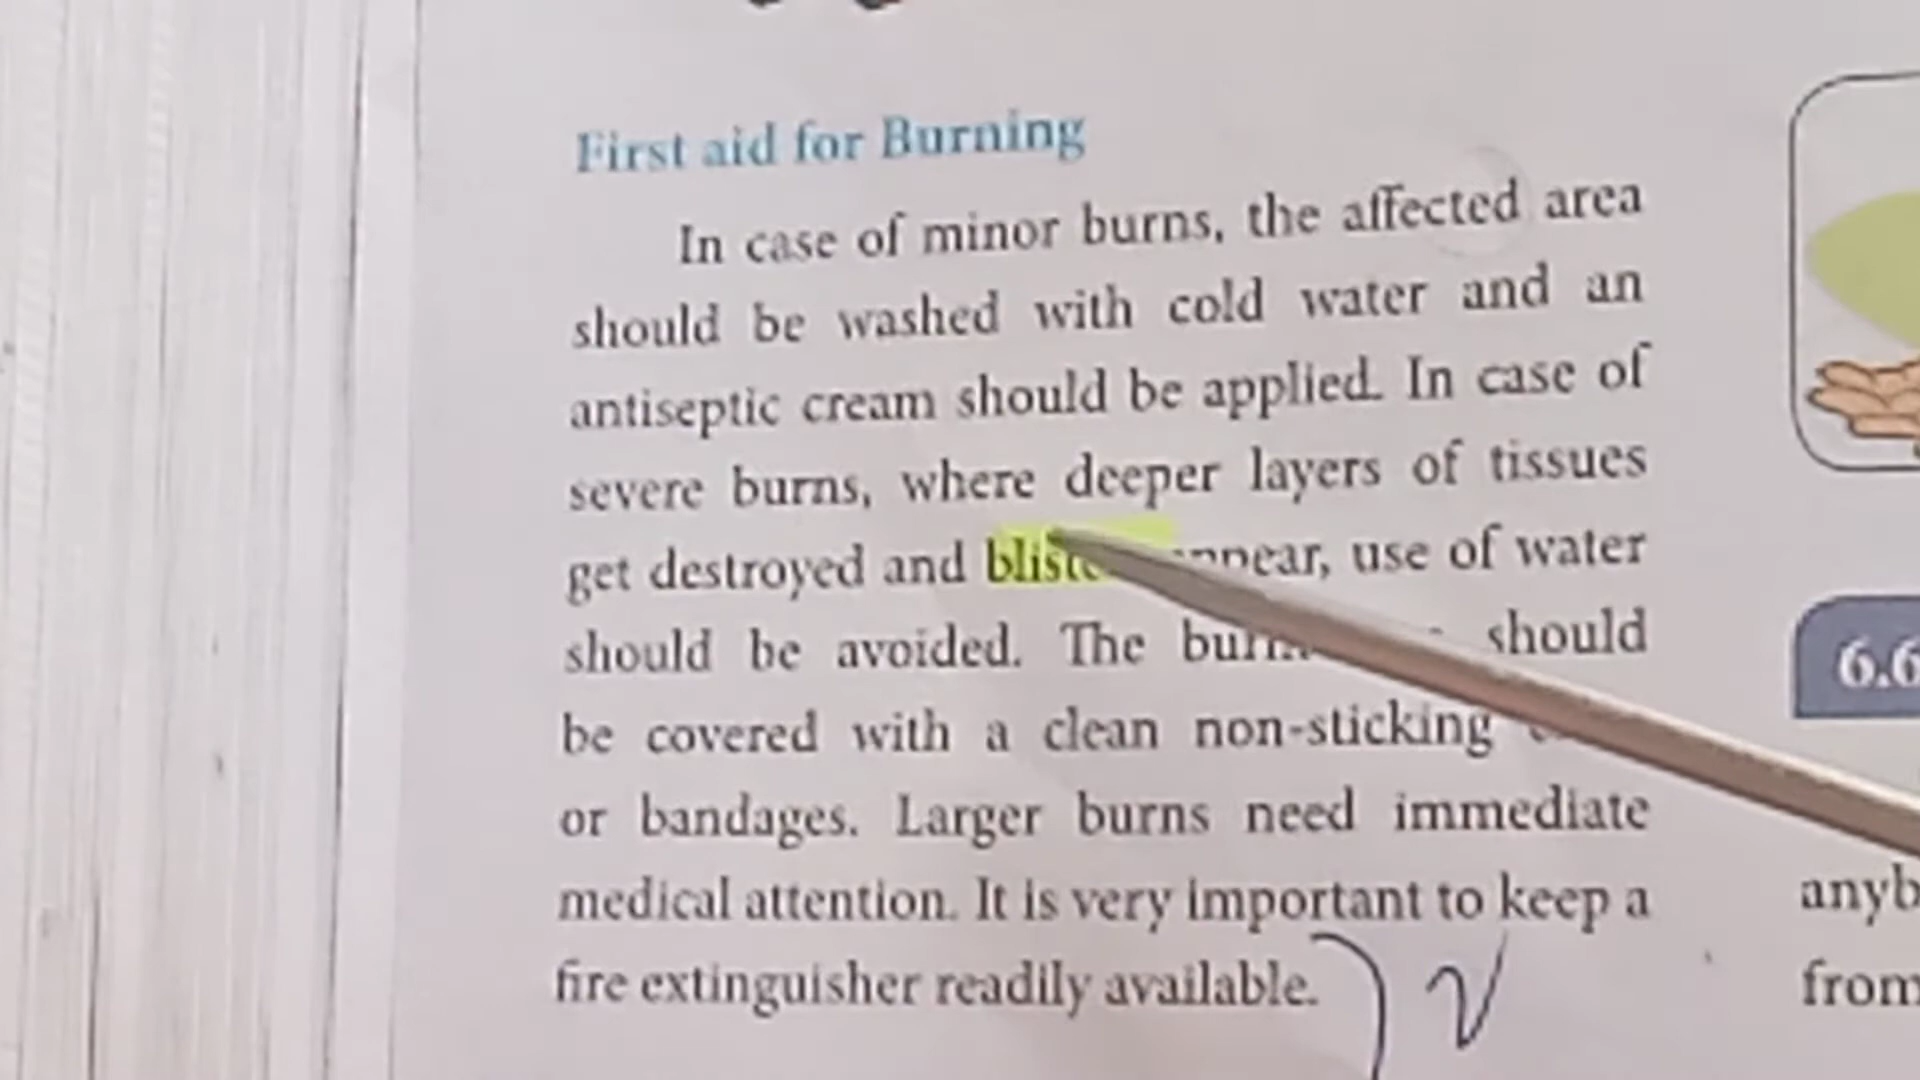 First aid for Burning
In case of minor burns, the affected area
should be washed with cold water and an
antiseptic cream should be applied. In case of
severe burns, where deeper layers of tissues
get destroyed and appear, use of water
should be avoided. The should
be covered with a clean non-sticking
or bandages. Larger burns need immediate
medical attention. It is very important to keep a
fire extinguisher readily available.
6.6
from